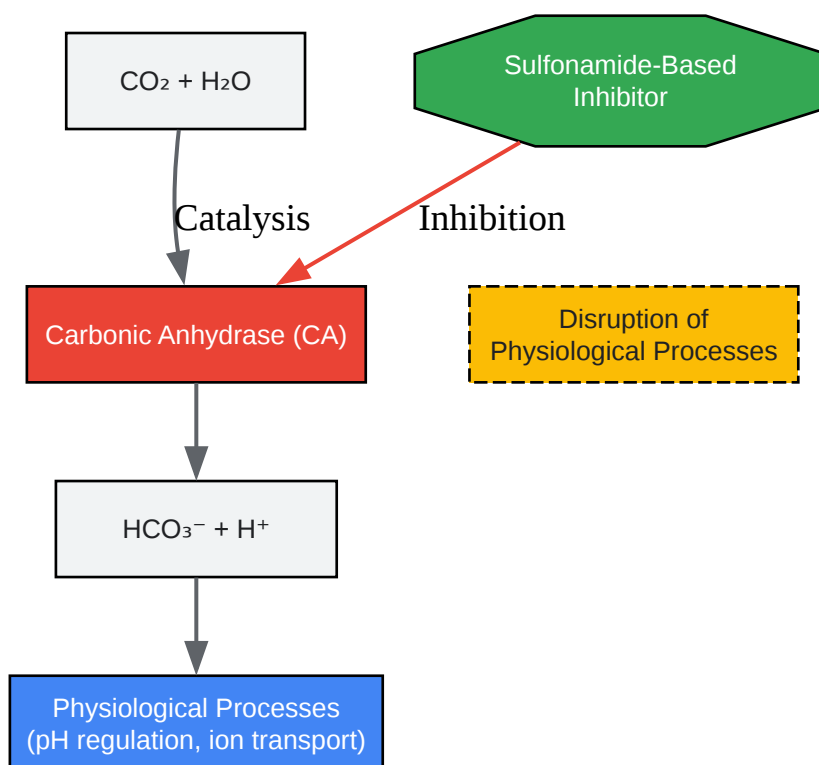 CO₂ + H₂O
Sulfonamide-Based
Inhibitor
Catalysis
Inhibition
Carbonic Anhydrase (CA)
Disruption of
Physiological Processes
HCO₃⁻ + H⁺
Physiological Processes
(pH regulation, ion transport)